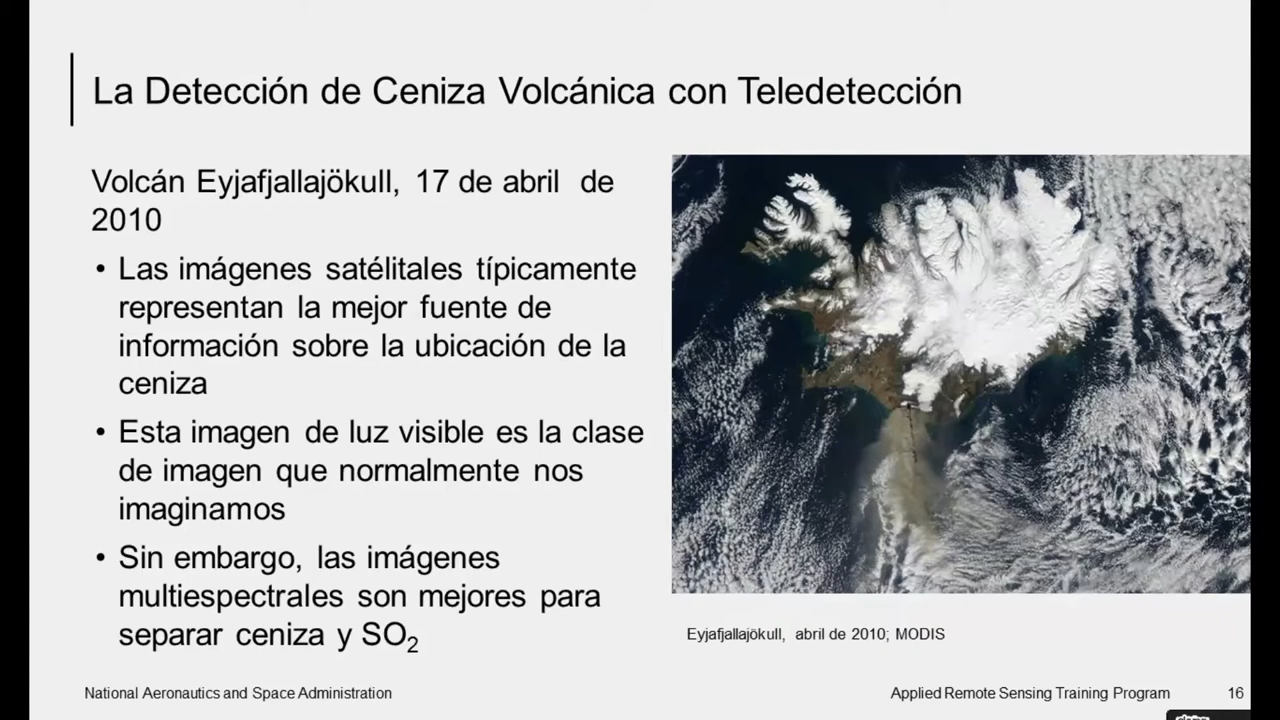 La Detección de Ceniza Volcánica con Teledetección
Volcán Eyjafjallajökull, 17 de abril de
2010
• Las imágenes satélitales típicamente
representan la mejor fuente de
información sobre la ubicación de la
ceniza
• Esta imagen de luz visible es la clase
de imagen que normalmente nos
imaginamos
• Sin embargo, las imágenes
multiespectrales son mejores para
separar ceniza y SO₂
Eyjafjallajökull, abril de 2010; MODIS
National Aeronautics and Space Administration
Applied Remote Sensing Training Program
16